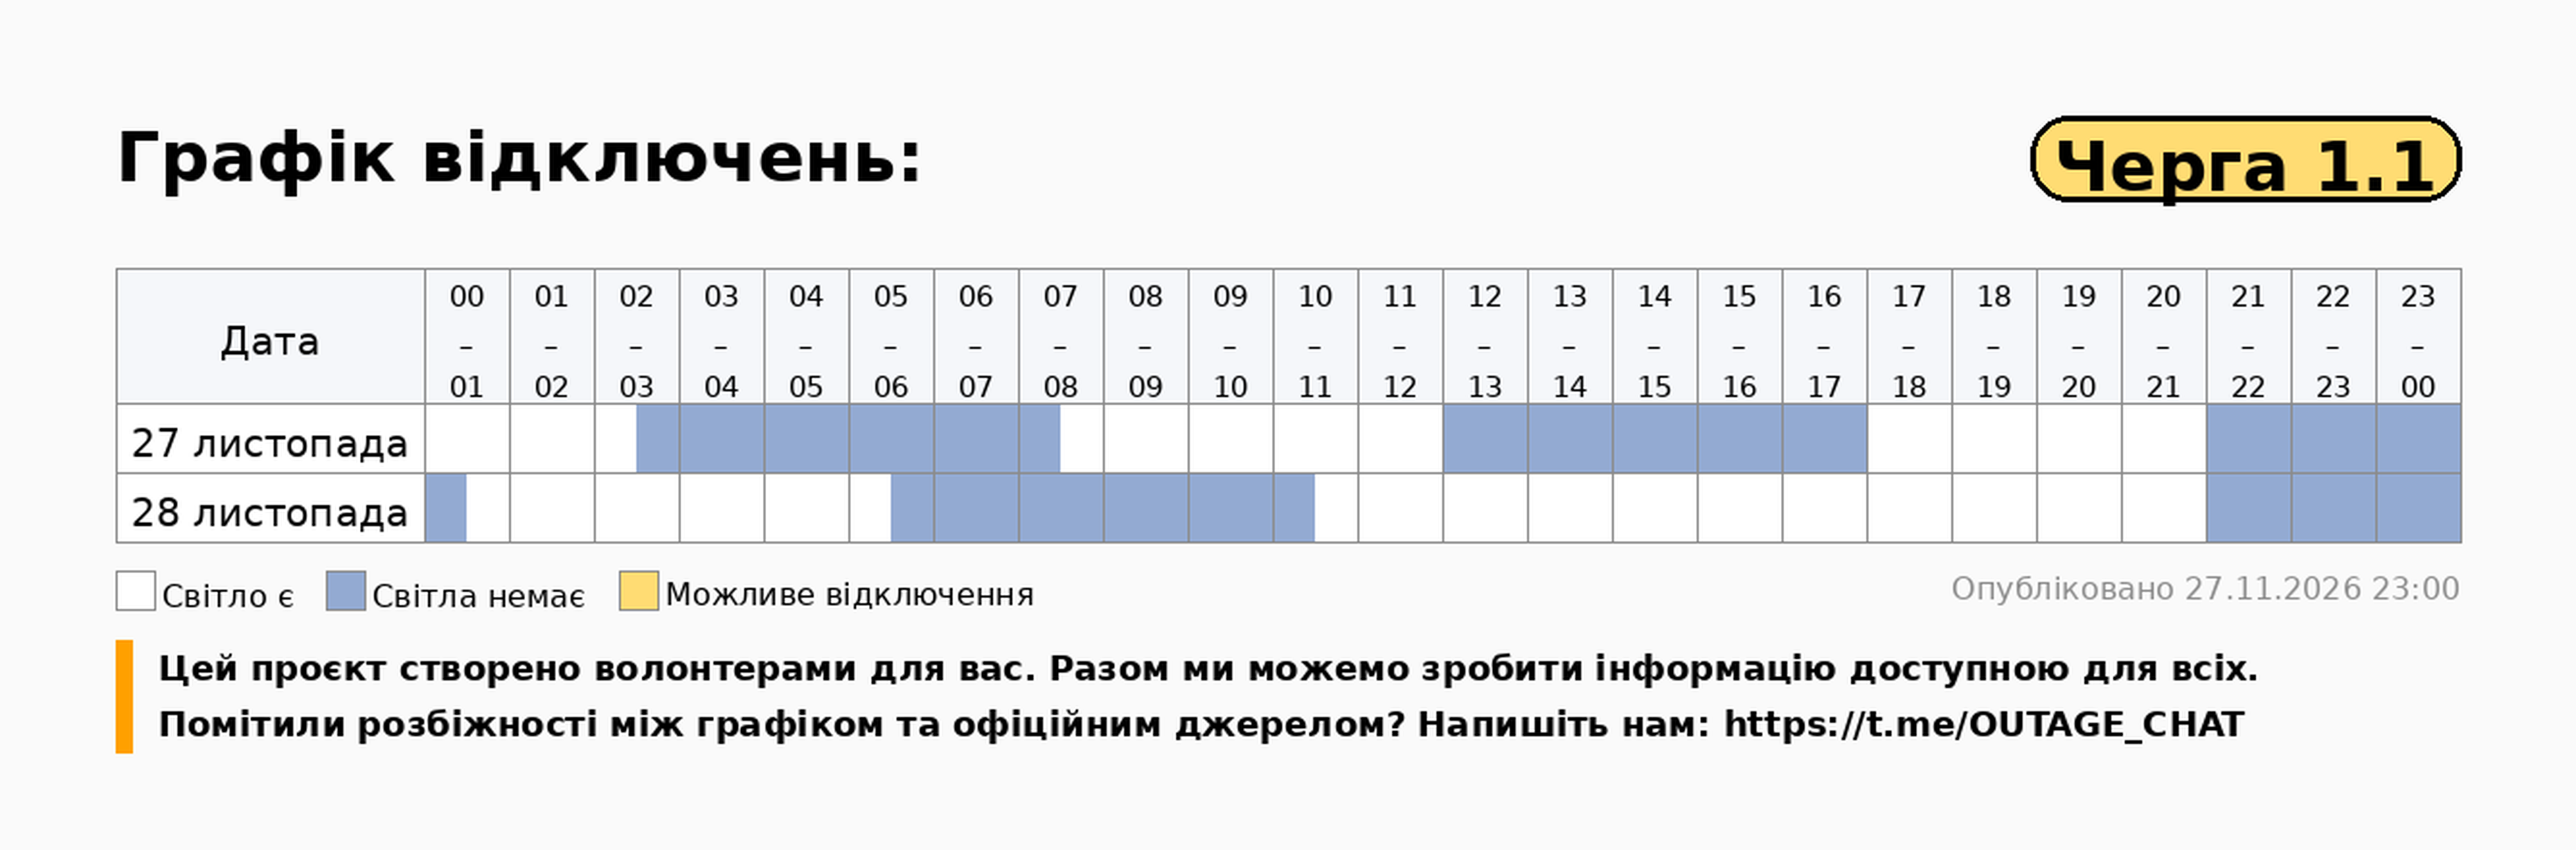 Графік відключень:
Черга 1.1
Дата 00 – 01 01 – 02 02 – 03 03 – 04 04 – 05 05 – 06 06 – 07 07 – 08 08 – 09 09 – 10 10 – 11 11 – 12 12 – 13 13 – 14 14 – 15 15 – 16 16 – 17 17 – 18 18 – 19 19 – 20 20 – 21 21 – 22 22 – 23 23 – 00
27 листопада
28 листопада
Світло є Світла немає Можливе відключення
Опубліковано 27.11.2026 23:00
Цей проєкт створено волонтерами для вас. Разом ми можемо зробити інформацію доступною для всіх.
Помітили розбіжності між графіком та офіційним джерелом? Напишіть нам: https://t.me/OUTAGE_CHAT